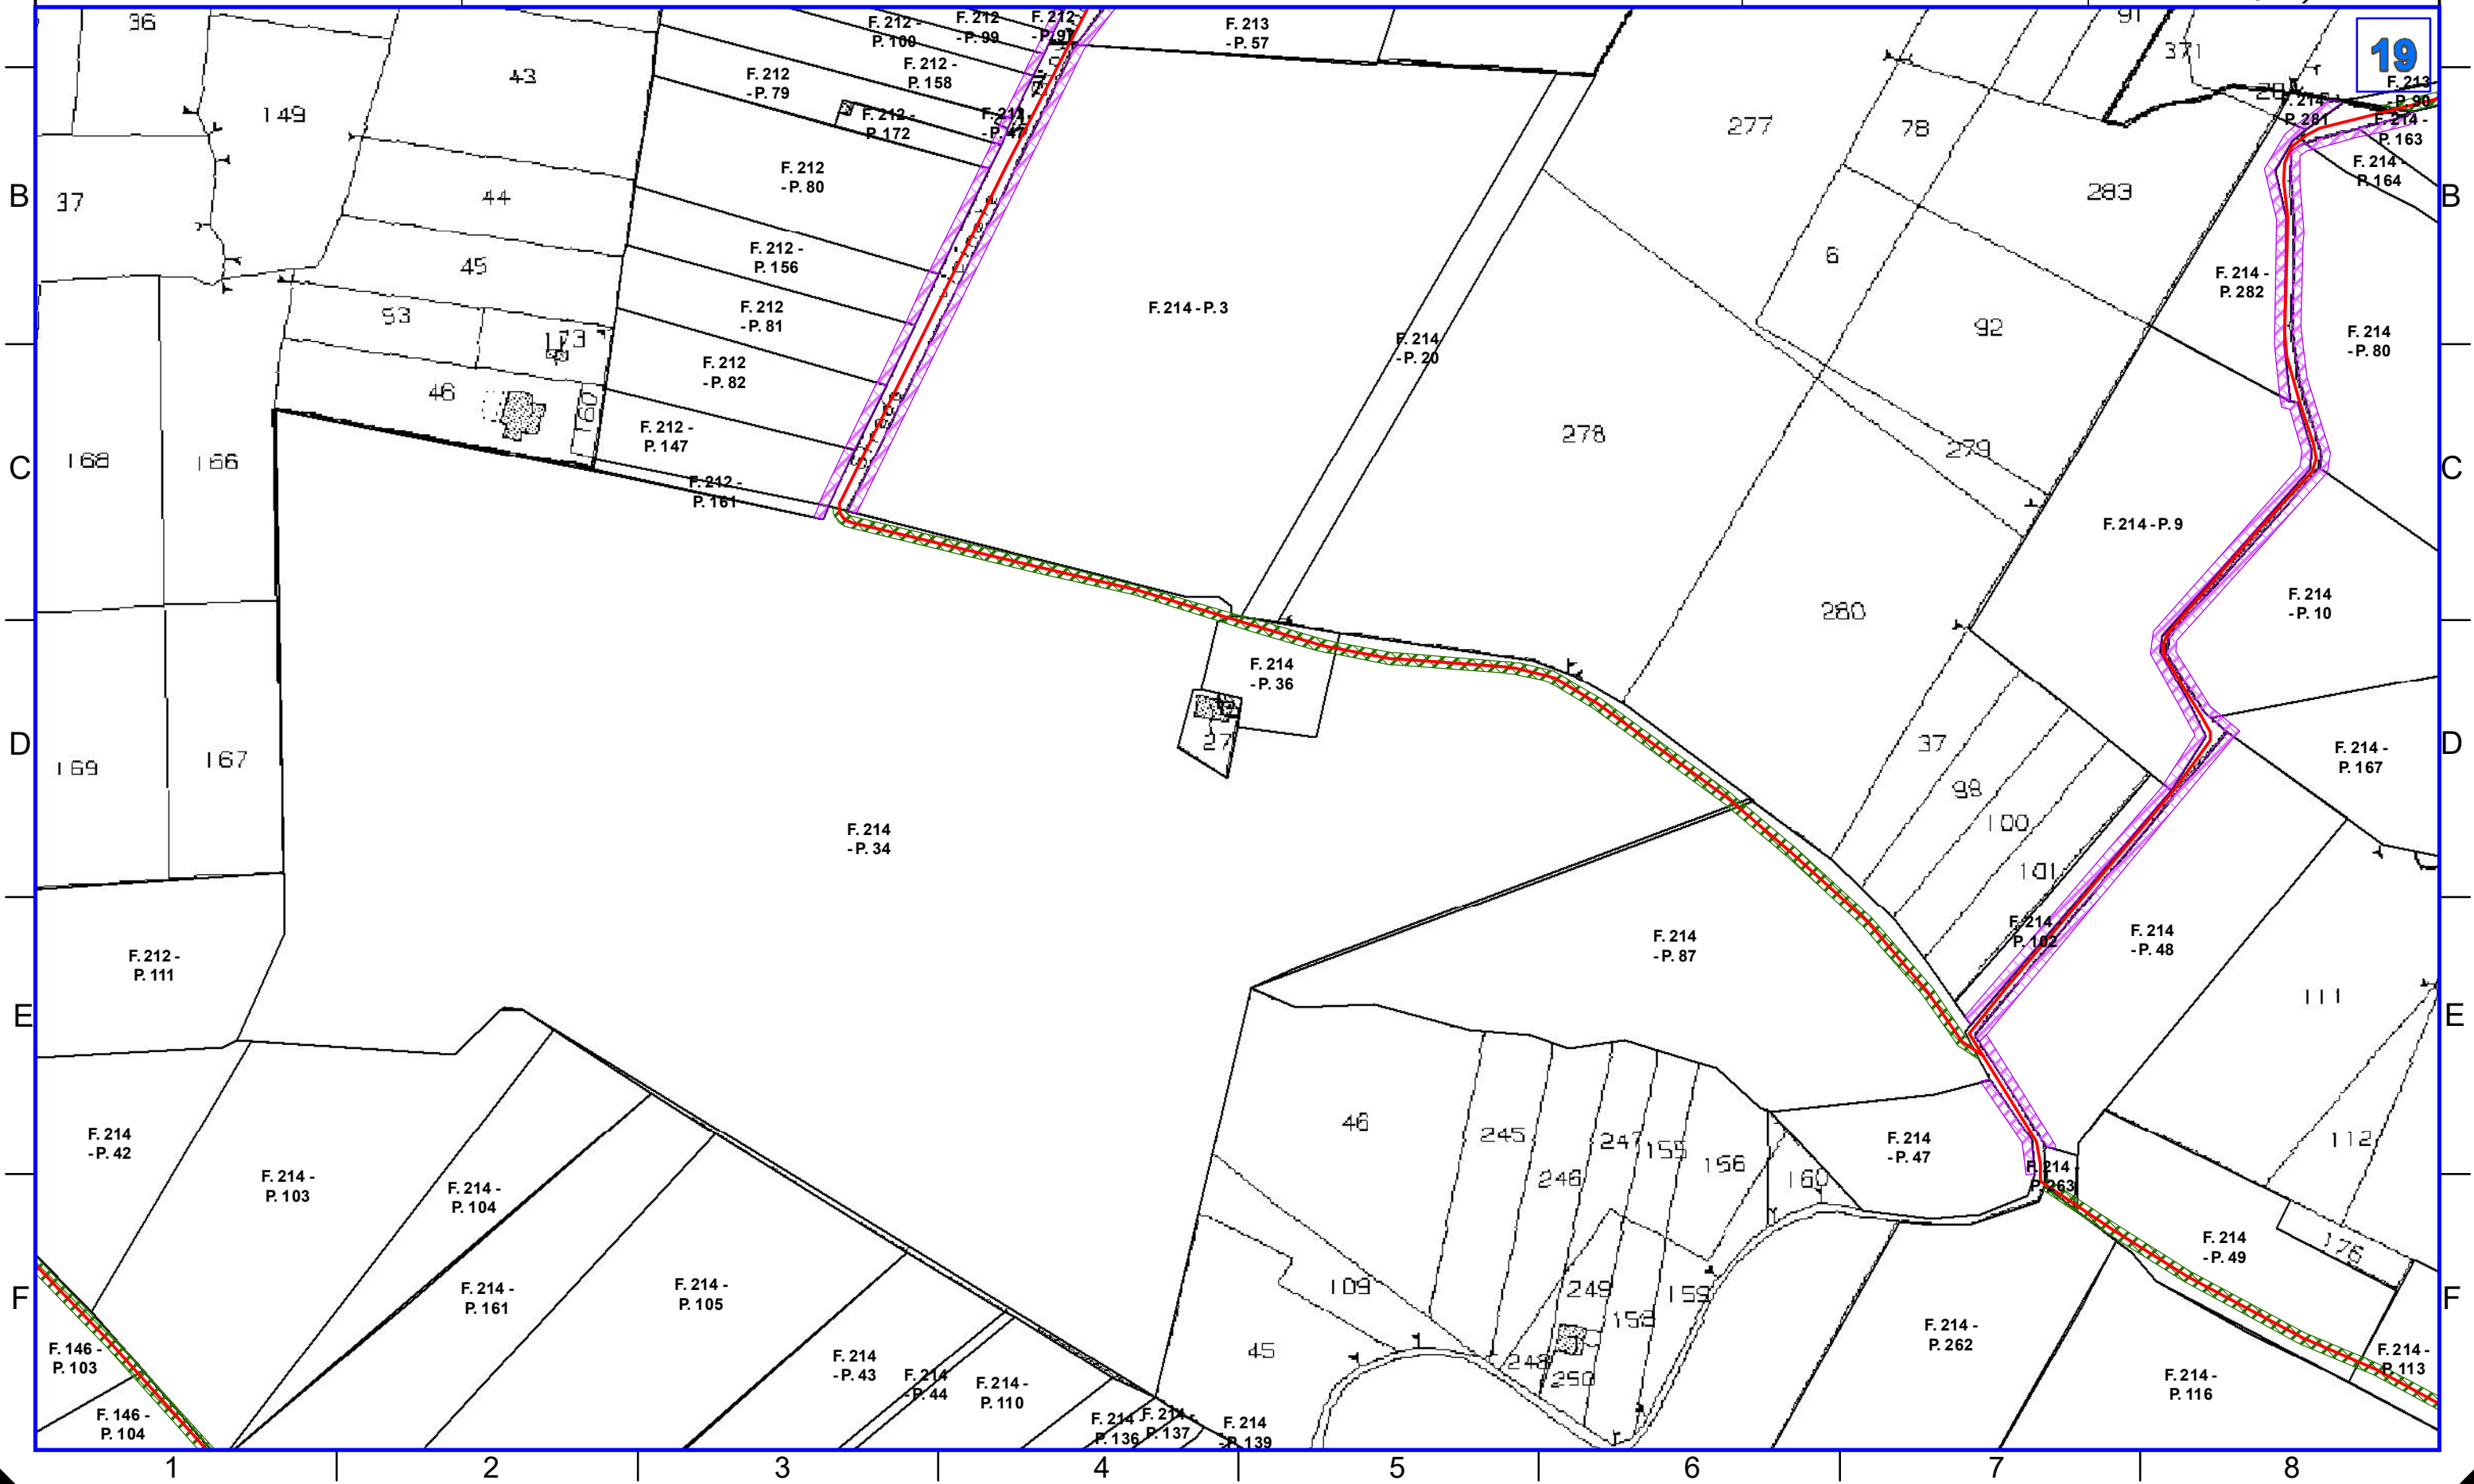 36
F. 212 -
P. 100
F. 212
-P. 99
F. 212
F. 213
-P. 57
91
371
19
43
F. 212
-P. 79
F. 212 -
P. 158
F. 213
-P. 90
149
F. 212 -
P. 172
277
78
P. 281
F. 214 -
P. 163
B
37
44
F. 212
-P. 80
283
F. 214 -
P. 164
B
45
F. 212 -
P. 156
6
F. 214 -
P. 282
93
F. 212
-P. 81
F. 214 - P. 3
92
173
F. 212
-P. 82
F. 214
-P. 20
F. 214
-P. 80
46
160
F. 212 -
P. 147
278
279
C
168
166
C
F. 212 -
P. 161
F. 214 - P. 9
280
F. 214
-P. 10
F. 214
-P. 36
D
169
167
27
37
F. 214 -
P. 167
D
98
F. 214
-P. 34
100
101
F. 212 -
P. 111
F. 214
-P. 87
F. 214
P. 102
F. 214
-P. 48
E
111
E
F. 214
-P. 42
46
245
247
155
F. 214
-P. 47
112
F. 214 -
P. 103
F. 214 -
P. 104
246
156
160
F. 214
P. 263
F. 214
-P. 49
176
F
F. 214 -
P. 161
F. 214 -
P. 105
109
249
159
158
F
F. 146 -
P. 103
F. 214
-P. 43
F. 214
-P. 44
F. 214 -
P. 110
45
248
250
F. 214 -
P. 262
F. 214 -
P. 113
F. 214 -
P. 116
F. 146 -
P. 104
F. 214
P. 136
F. 214 -
P. 137
F. 214
-P. 139
1
2
3
4
5
6
7
8